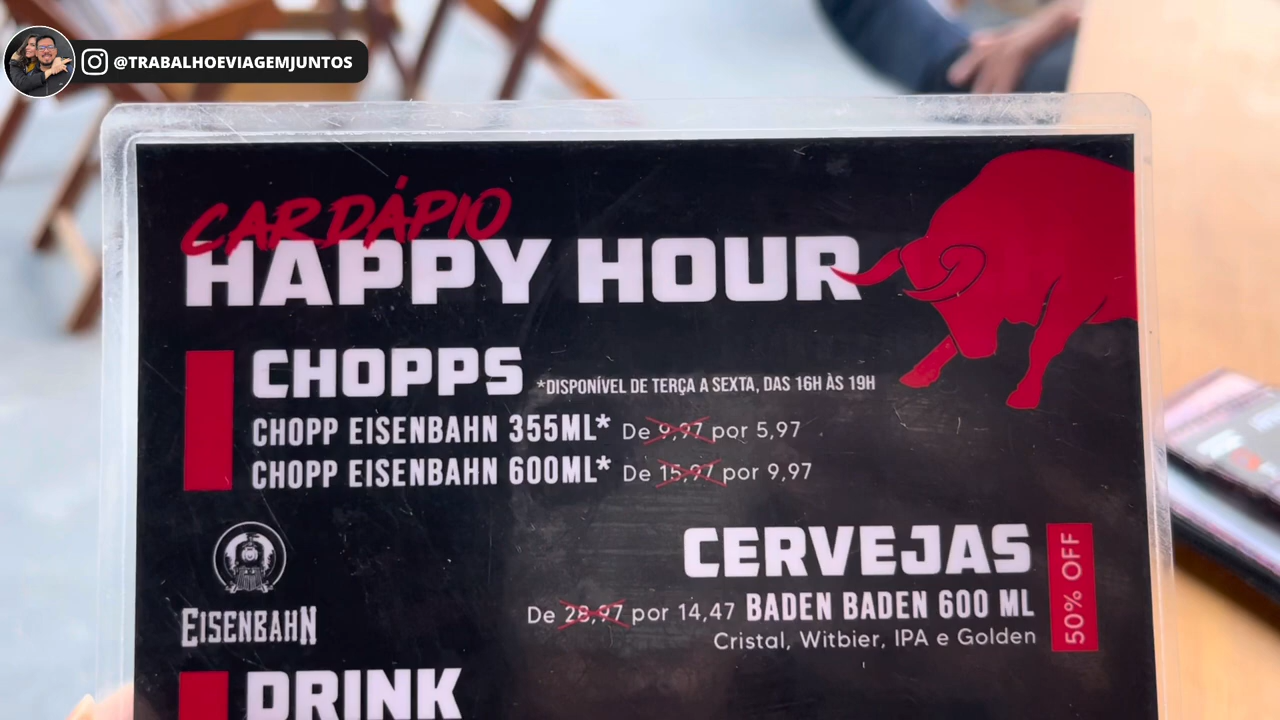 @TRABALHOEVIAGEMJUNTOS
CARDÁPIO
HAPPY HOUR
CHOPPS *DISPONÍVEL DE TERÇA A SEXTA, DAS 16H ÀS 19H
CHOPP EISENBAHN 355ML* De 9,97 por 5,97
CHOPP EISENBAHN 600ML* De 15,97 por 9,97
EISENBAHN
CERVEJAS
De 28,97 por 14,47 BADEN BADEN 600 ML
Cristal, Witbier, IPA e Golden
50% OFF
DRINK